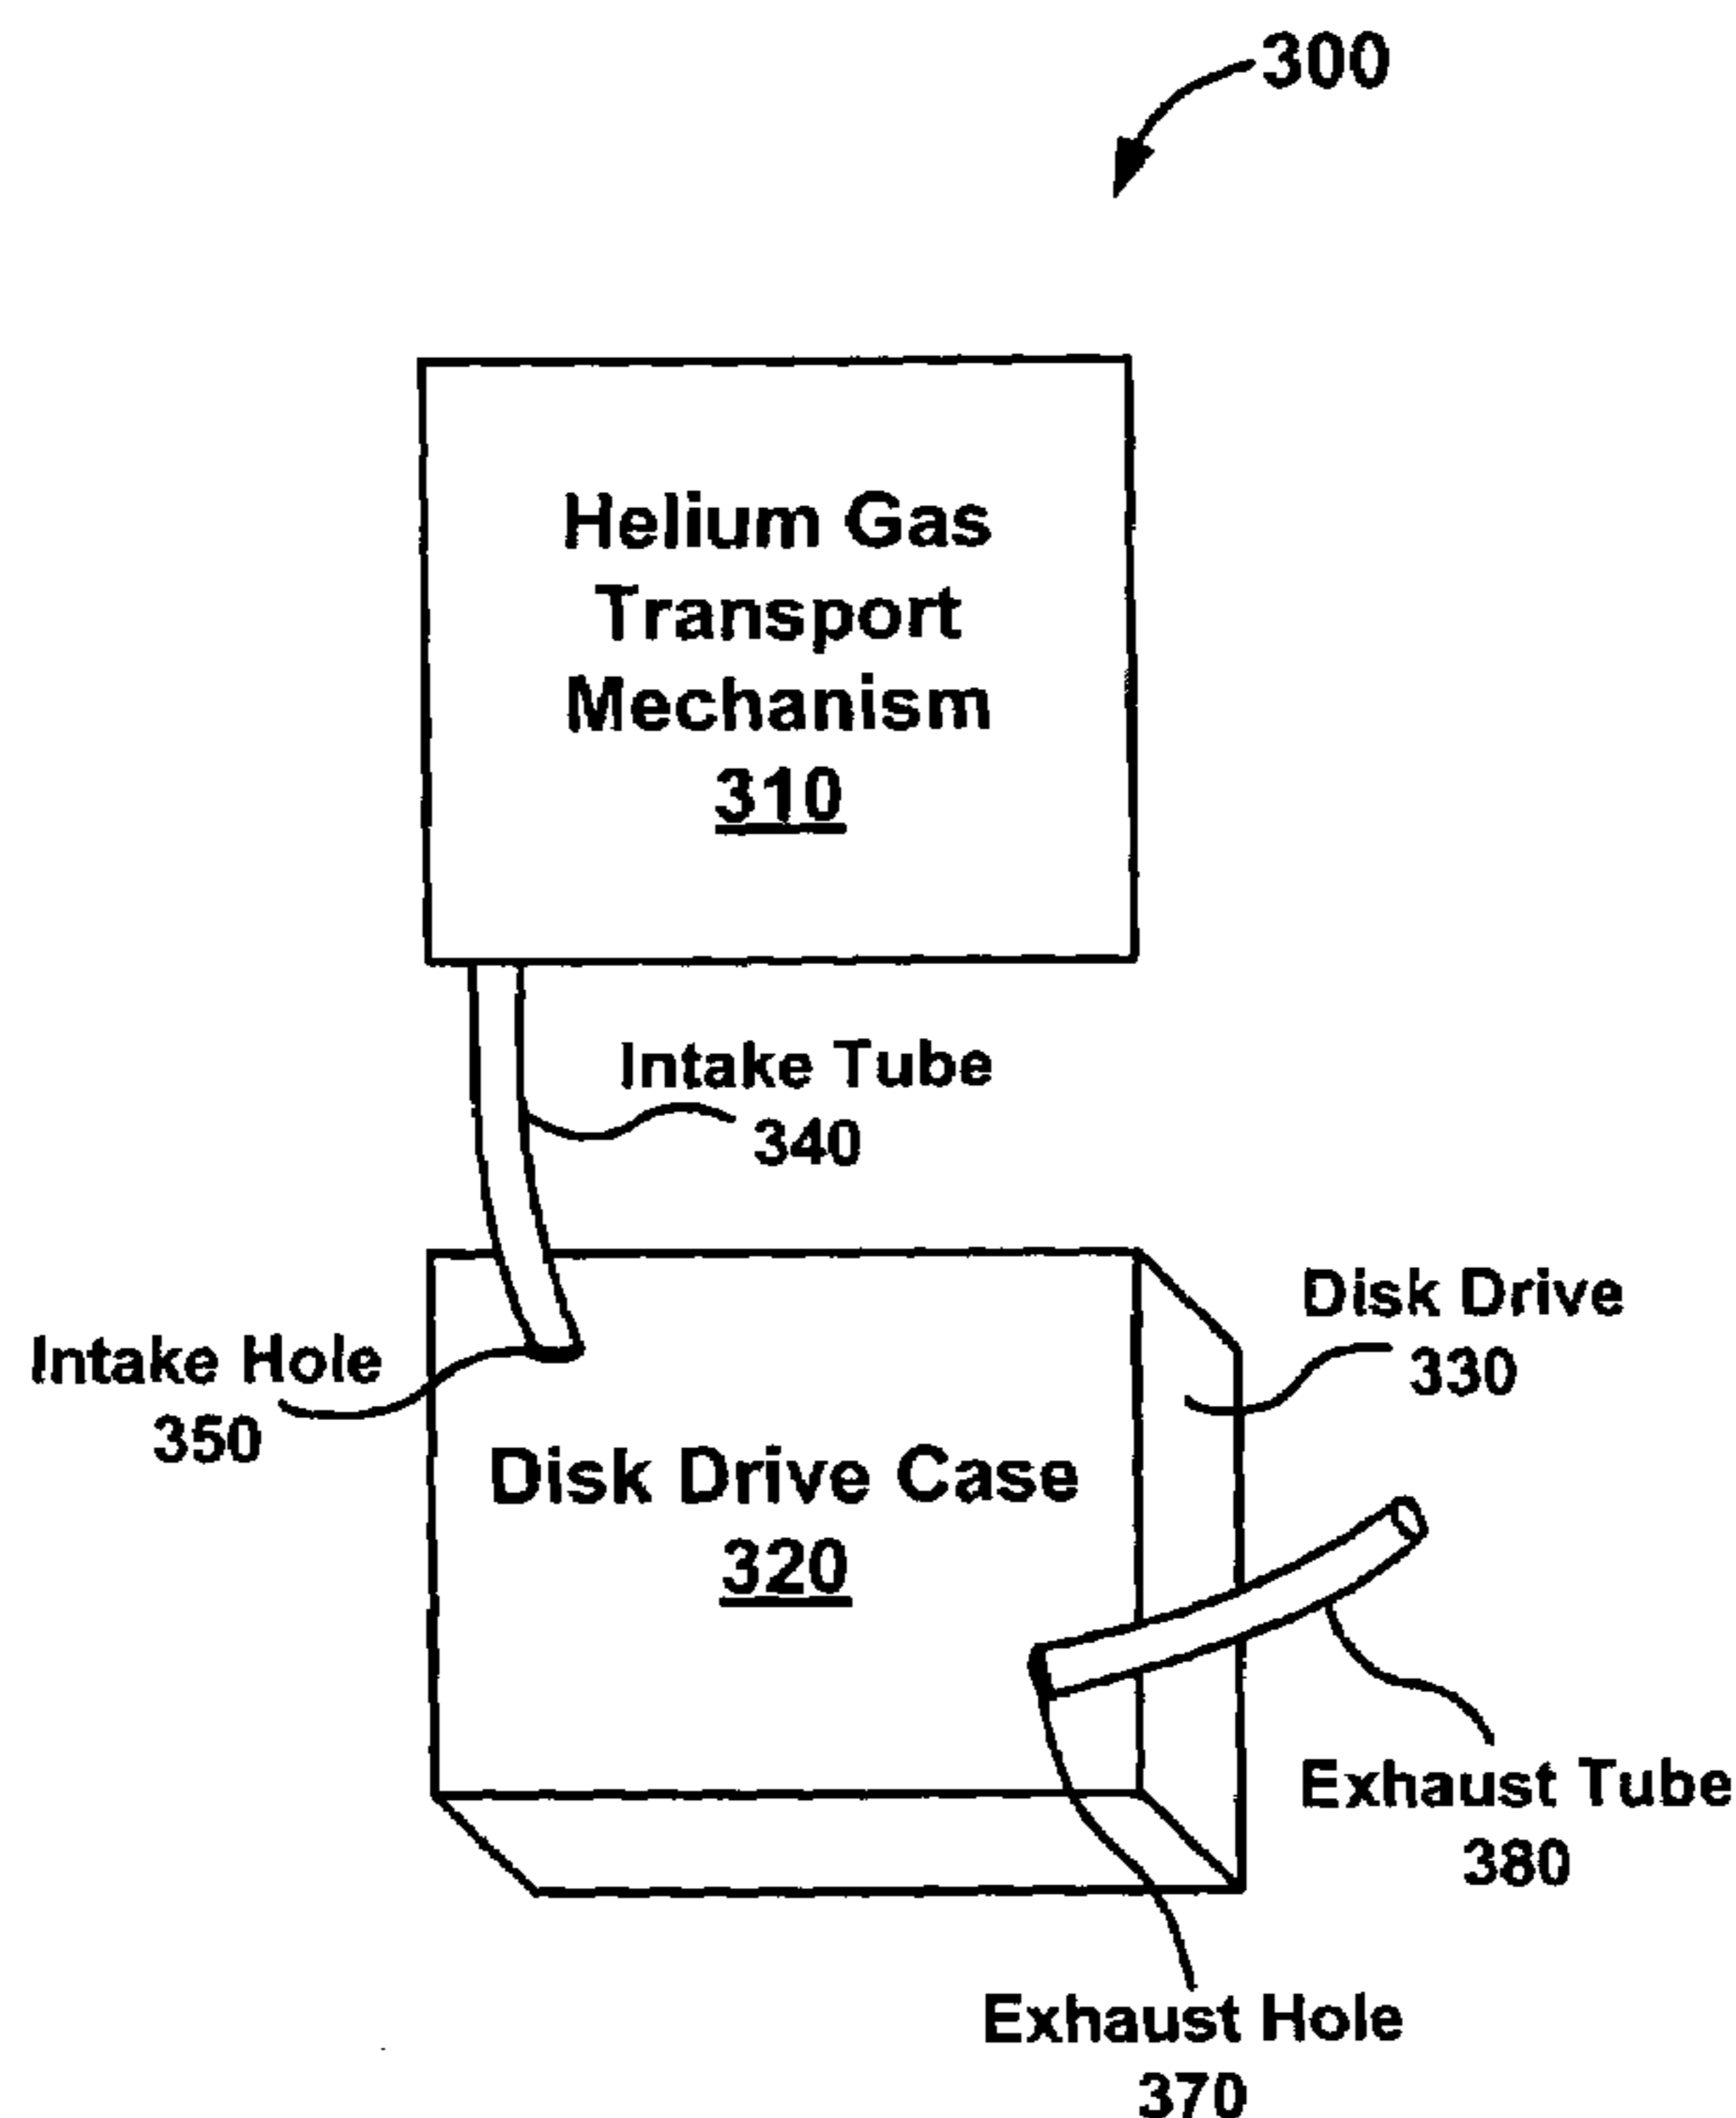 300
Helium Gas
Transport
Mechanism
310
Intake Tube
340
Disk Drive
330
Intake Hole
350
Disk Drive Case
320
Exhaust Tube
380
Exhaust Hole
370